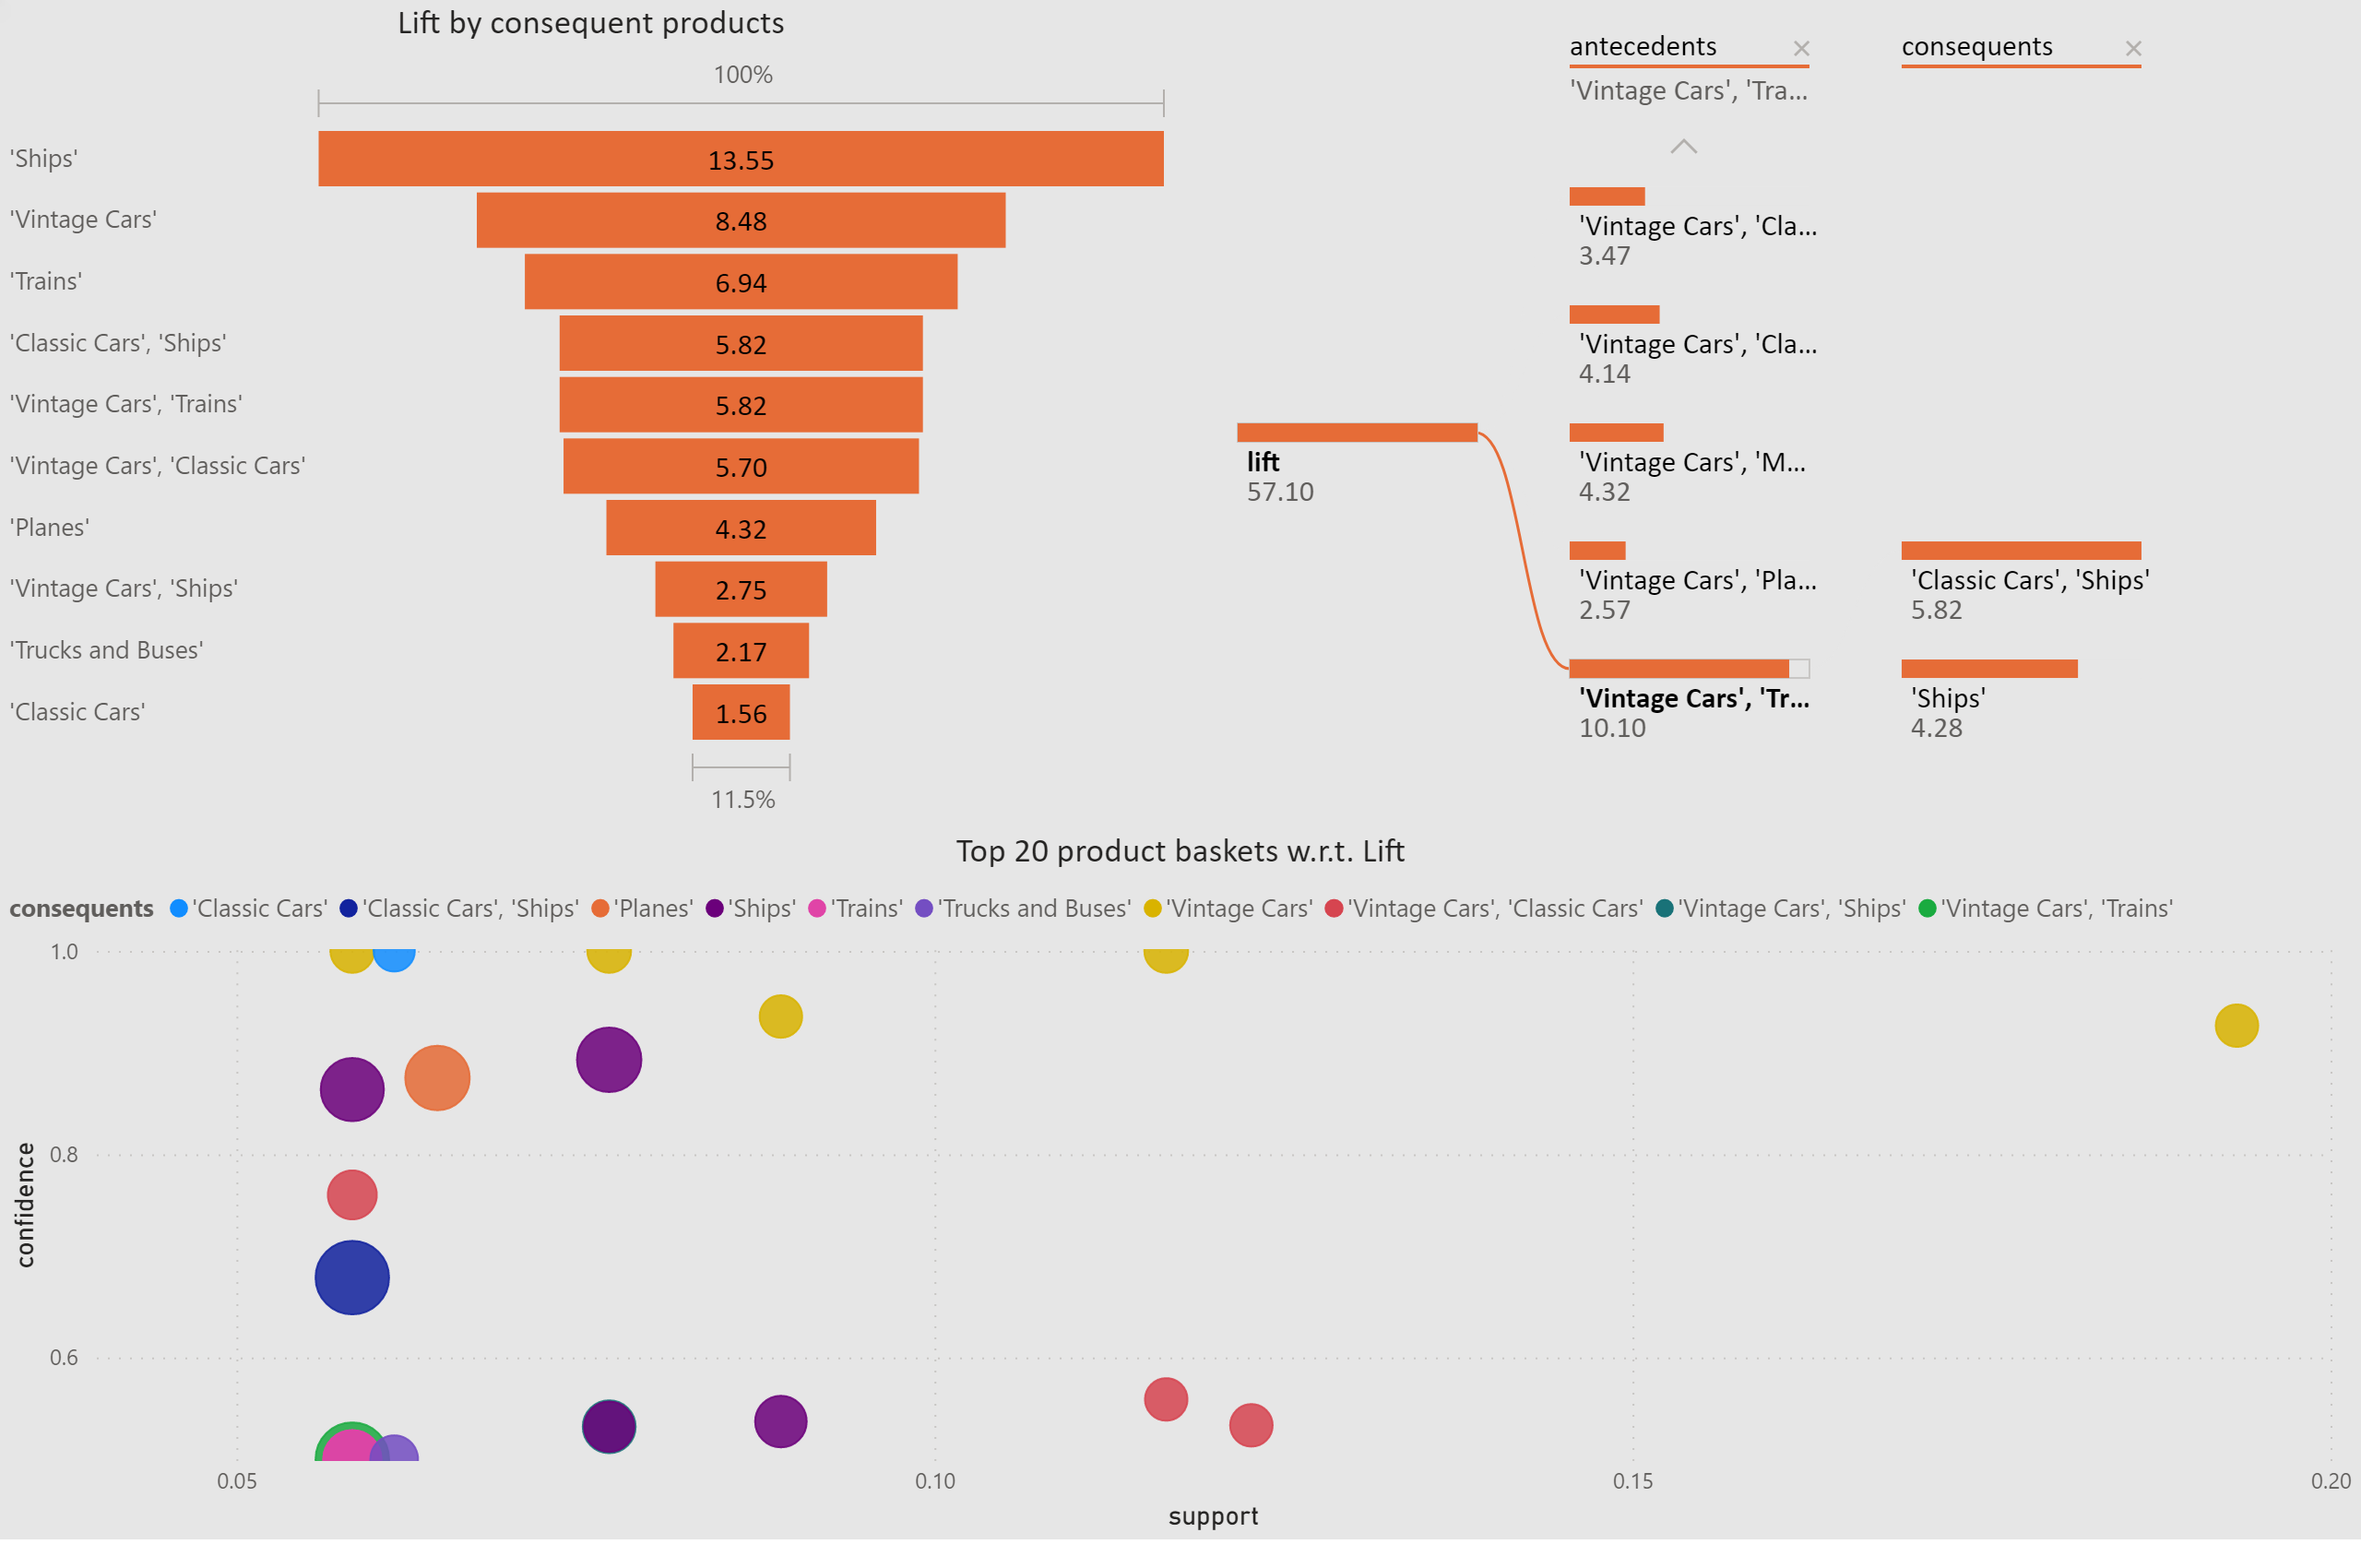 Lift by consequent products
100%
'Ships' 13.55
'Vintage Cars' 8.48
'Trains' 6.94
'Classic Cars', 'Ships' 5.82
'Vintage Cars', 'Trains' 5.82
'Vintage Cars', 'Classic Cars' 5.70
'Planes' 4.32
'Vintage Cars', 'Ships' 2.75
'Trucks and Buses' 2.17
'Classic Cars' 1.56
11.5%
lift
57.10
antecedents ×
'Vintage Cars', 'Tra...
'Vintage Cars', 'Cla...
3.47
'Vintage Cars', 'Cla...
4.14
'Vintage Cars', 'M...
4.32
'Vintage Cars', 'Pla...
2.57
'Vintage Cars', 'Tr...
10.10
consequents ×
'Classic Cars', 'Ships'
5.82
'Ships'
4.28
Top 20 product baskets w.r.t. Lift
consequents 'Classic Cars' 'Classic Cars', 'Ships' 'Planes' 'Ships' 'Trains' 'Trucks and Buses' 'Vintage Cars' 'Vintage Cars', 'Classic Cars' 'Vintage Cars', 'Ships' 'Vintage Cars', 'Trains'
confidence
1.0
0.8
0.6
0.05 0.10 0.15 0.20
support